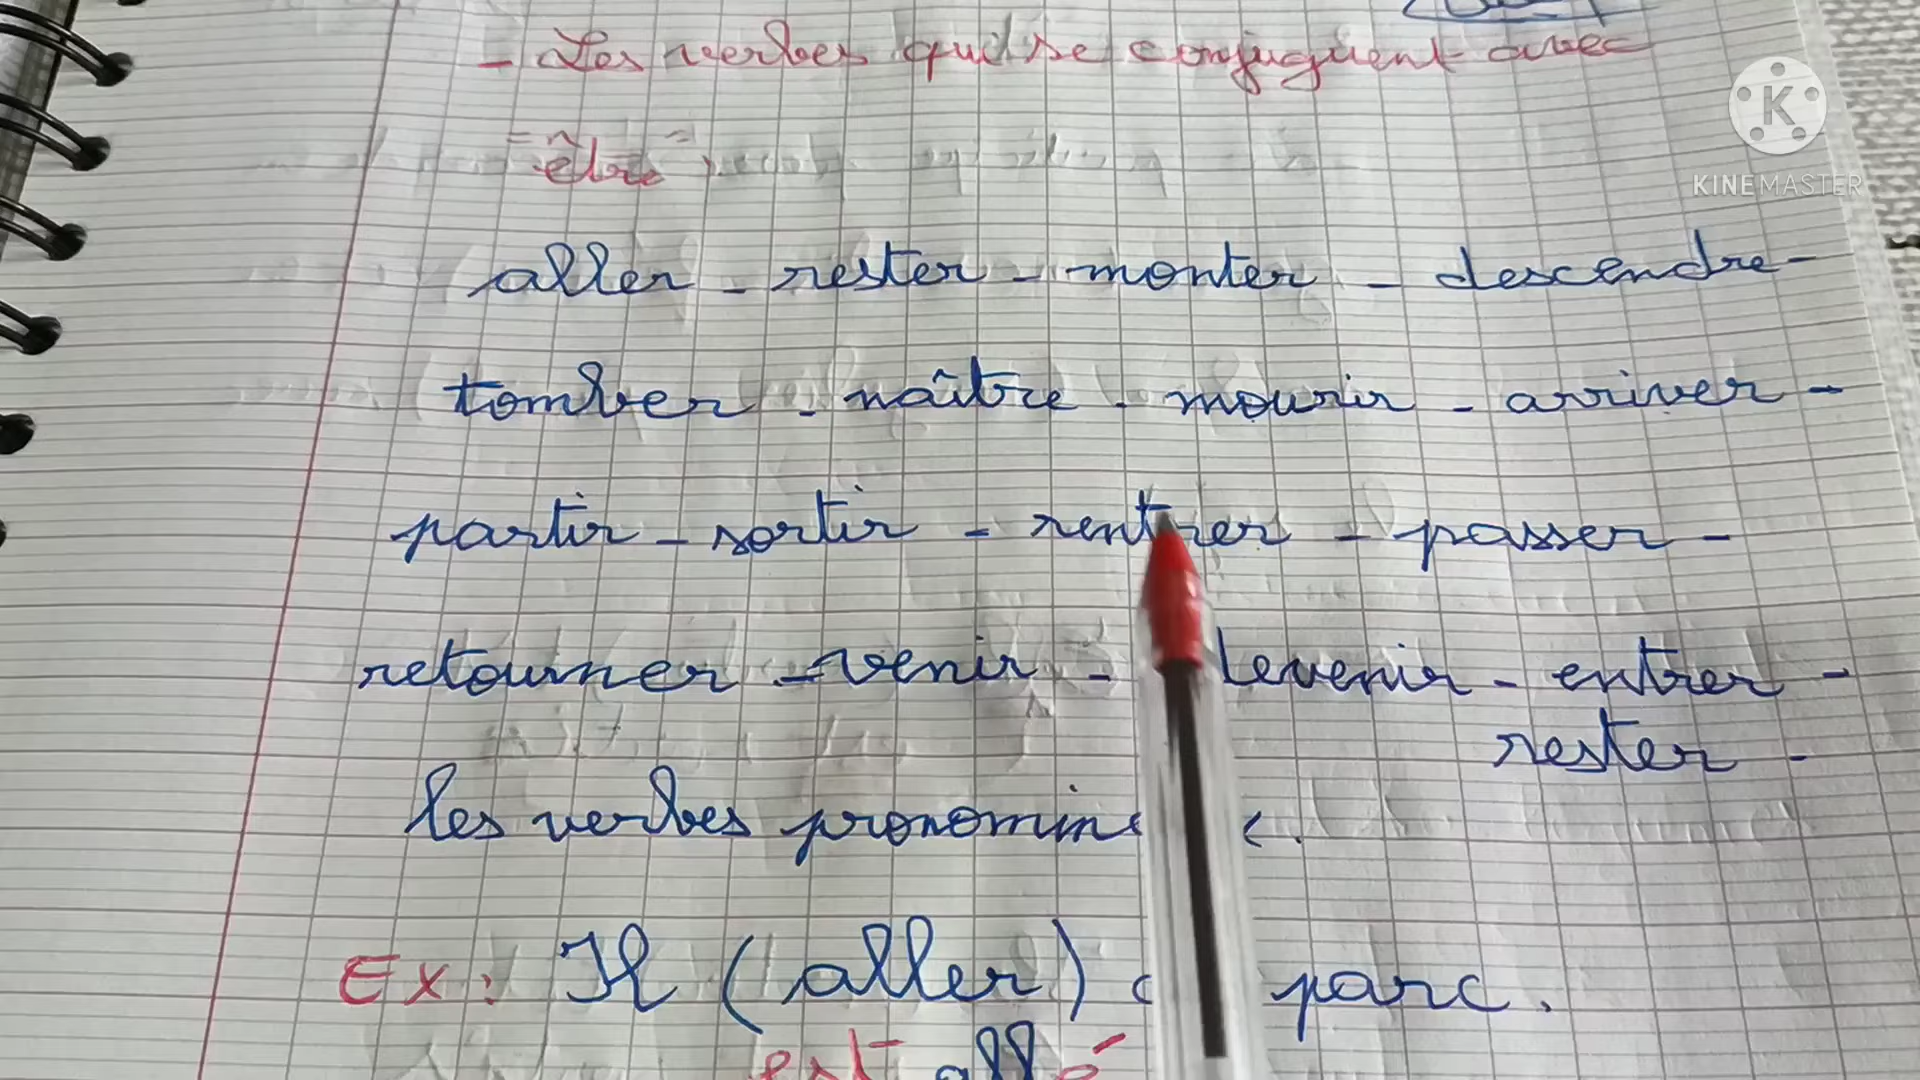 - Les verbes qui se conjuguent avec
"être"
aller - rester - monter - descendre -
tomber - naître - mourir - arriver -
partir - sortir - rentrer - passer -
retourner - venir - devenir - entrer -
rester -
les verbes
Ex: Il (aller) parc.
est allé
K
KINEMASTER